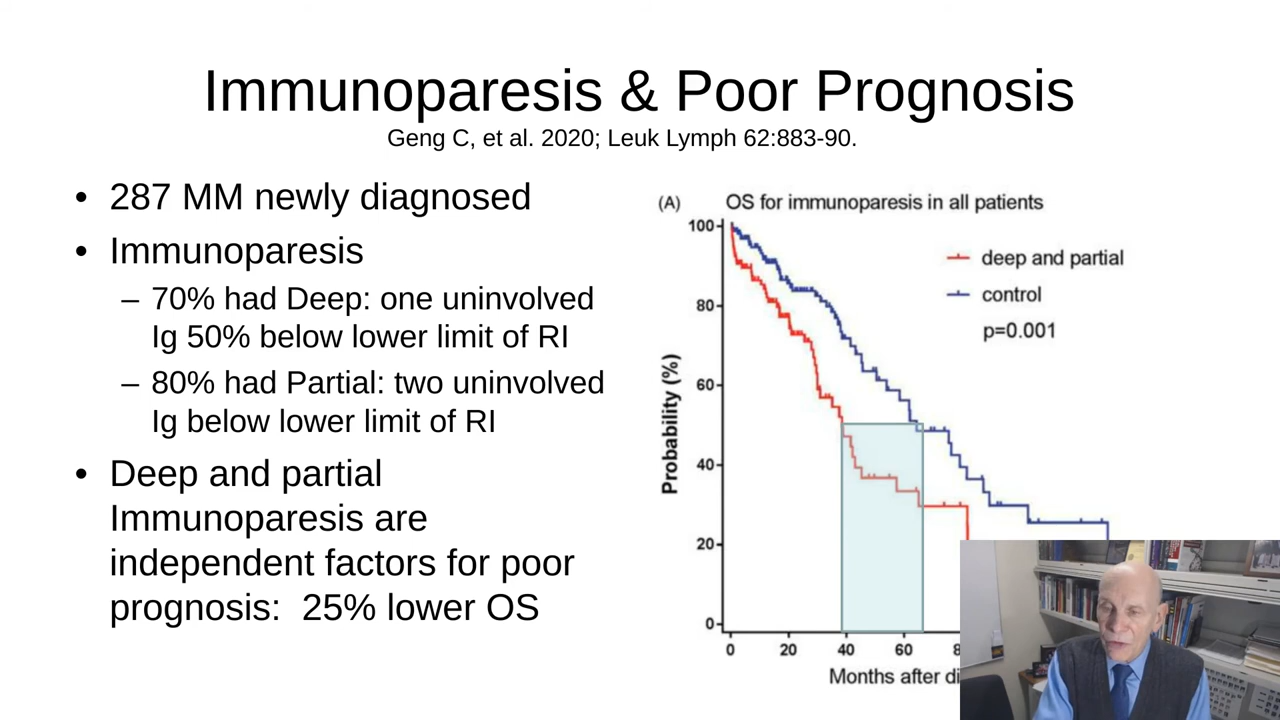 Immunoparesis & Poor Prognosis
Geng C, et al. 2020; Leuk Lymph 62:883-90.
• 287 MM newly diagnosed
• Immunoparesis
– 70% had Deep: one uninvolved
Ig 50% below lower limit of RI
– 80% had Partial: two uninvolved
Ig below lower limit of RI
• Deep and partial
Immunoparesis are
independent factors for poor
prognosis: 25% lower OS
(A) OS for immunoparesis in all patients
deep and partial
control
p=0.001
Probability (%)
100
80
60
40
20
0
0 20 40 60 8
Months after di